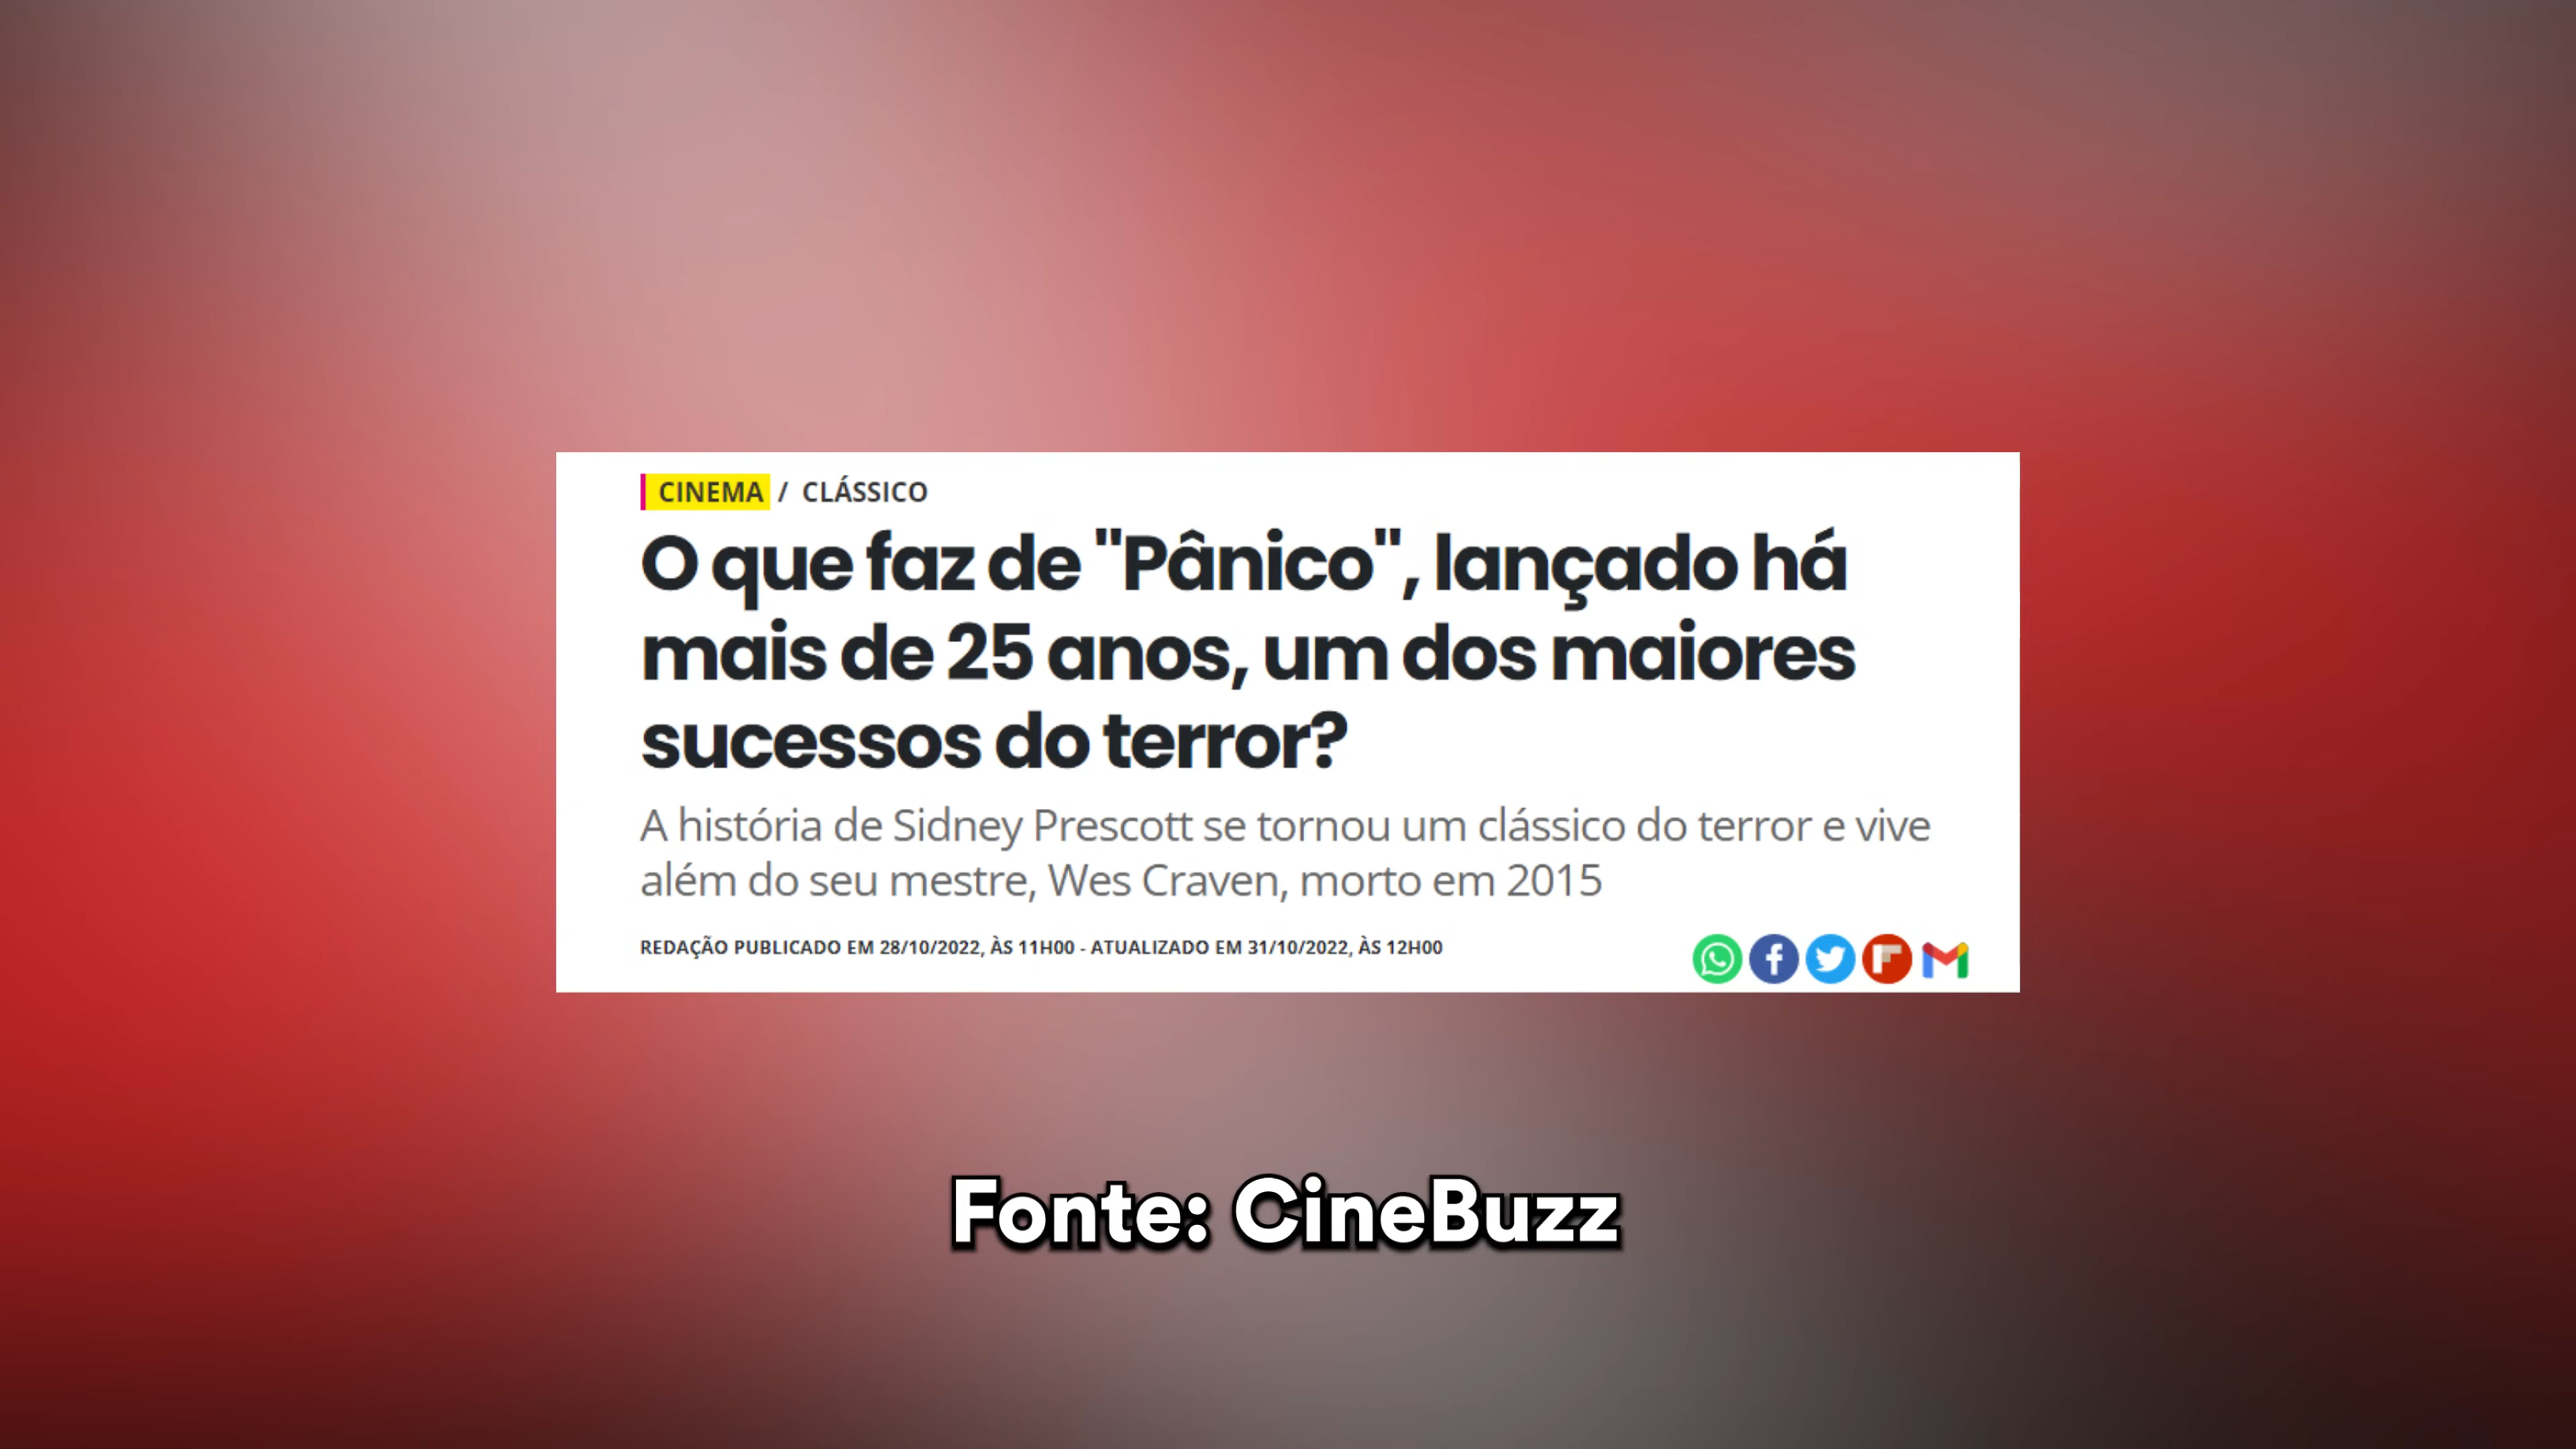 CINEMA / CLÁSSICO
O que faz de "Pânico", lançado há
mais de 25 anos, um dos maiores
sucessos do terror?
A história de Sidney Prescott se tornou um clássico do terror e vive
além do seu mestre, Wes Craven, morto em 2015
REDAÇÃO PUBLICADO EM 28/10/2022, ÀS 11H00 - ATUALIZADO EM 31/10/2022, ÀS 12H00
Fonte: CineBuzz